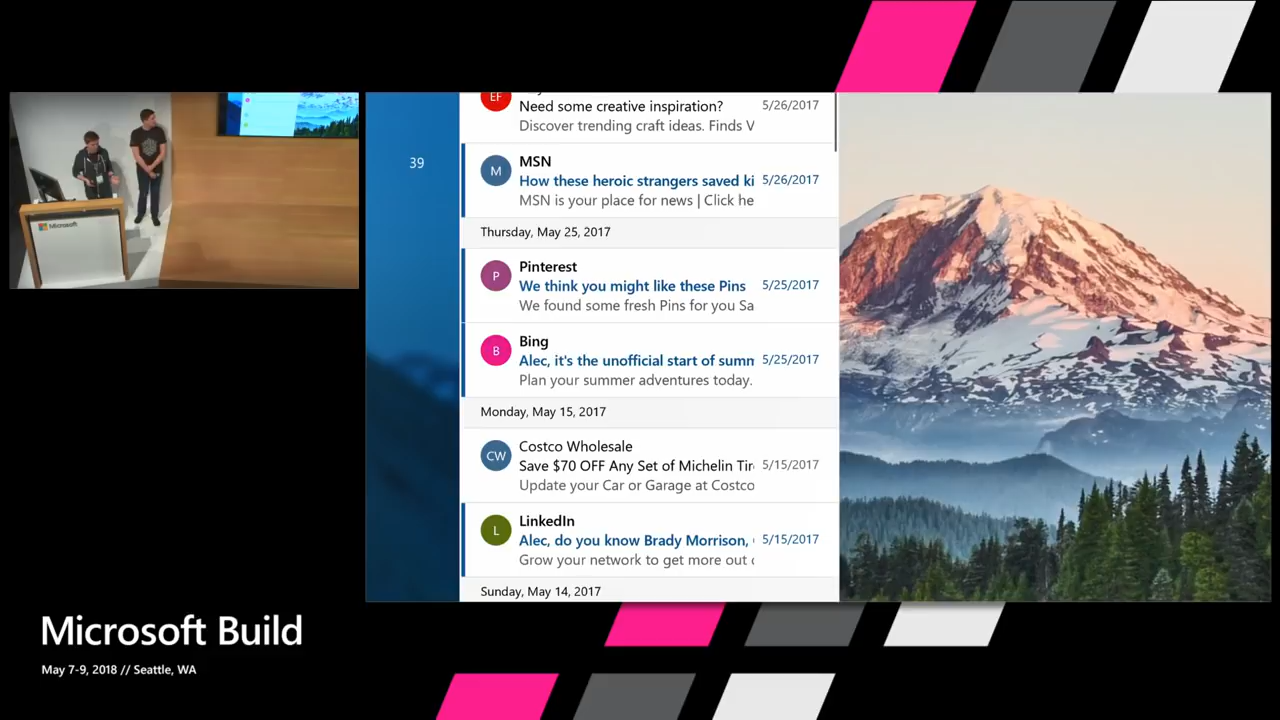 Microsoft
39
EF
Need some creative inspiration? 5/26/2017
Discover trending craft ideas. Finds V
M
MSN
How these heroic strangers saved ki 5/26/2017
MSN is your place for news | Click he
Thursday, May 25, 2017
P
Pinterest
We think you might like these Pins 5/25/2017
We found some fresh Pins for you Sa
B
Bing
Alec, it's the unofficial start of summ 5/25/2017
Plan your summer adventures today.
Monday, May 15, 2017
CW
Costco Wholesale
Save $70 OFF Any Set of Michelin Tir 5/15/2017
Update your Car or Garage at Costco
L
LinkedIn
Alec, do you know Brady Morrison, 5/15/2017
Grow your network to get more out
Sunday, May 14, 2017
Microsoft Build
May 7-9, 2018 // Seattle, WA